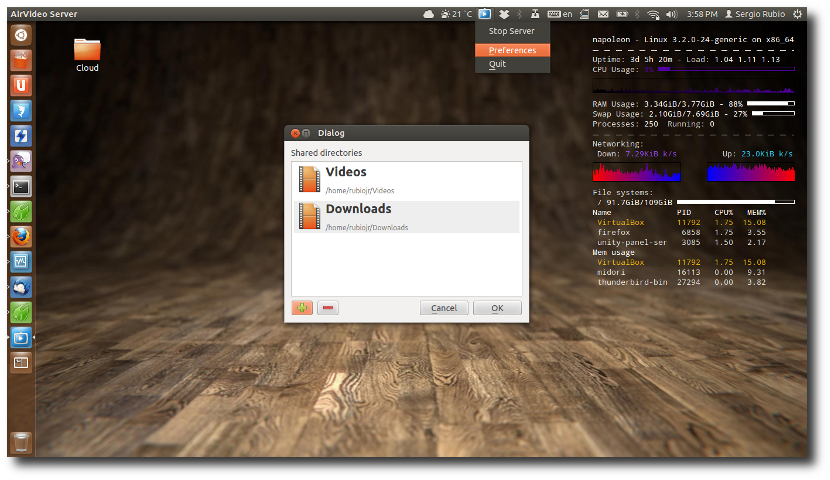 AirVideo Server
21 °C
en
3:58 PM
Sergio Rubio
Stop Server
Preferences
Quit
Cloud
Dialog
Shared directories
Videos
/home/rubiojr/Videos
Downloads
/home/rubiojr/Downloads
Cancel
OK
napoleon - Linux 3.2.0-24-generic on x86_64
Uptime: 3d 5h 20m - Load: 1.04 1.11 1.13
CPU Usage:
RAM Usage: 3.34GiB/3.77GiB - 88%
Swap Usage: 2.10GiB/7.69GiB - 27%
Processes: 250 Running: 0
Networking:
Down: 7.29KiB k/s Up: 23.0KiB k/s
File systems:
/ 91.7GiB/109GiB
Name PID CPU% MEM%
VirtualBox 11792 1.75 15.08
firefox 6858 1.75 3.55
unity-panel-ser 3085 1.50 2.17
Mem usage
VirtualBox 11792 1.75 15.08
midori 16113 0.00 9.31
thunderbird-bin 27294 0.00 3.82